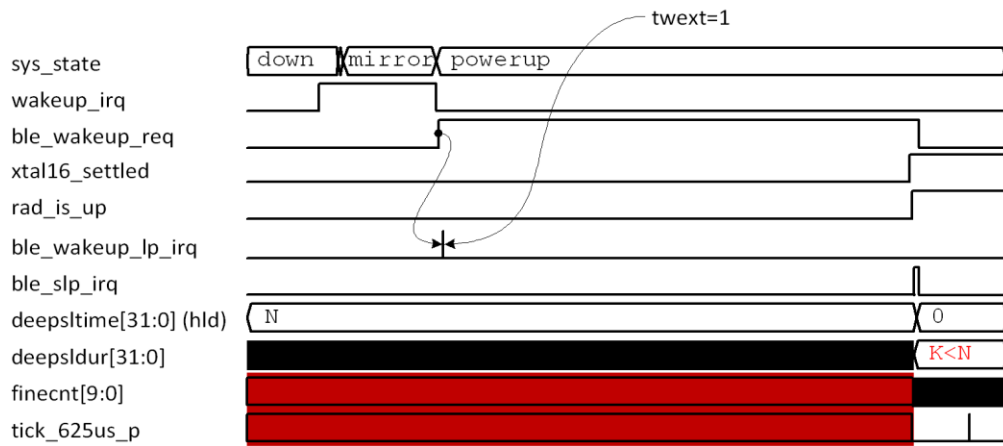 twext=1
sys_state down mirror powerup
wakeup_irq
ble_wakeup_req
xtal16_settled
rad_is_up
ble_wakeup_lp_irq
ble_slp_irq
deepsltime[31:0] (hld) N 0
deepsldur[31:0] K<N
finecnt[9:0]
tick_625us_p